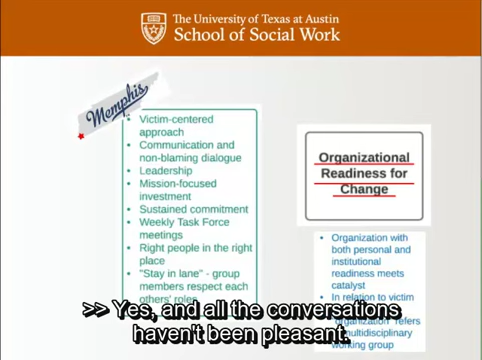 The University of Texas at Austin
School of Social Work
Memphis
• Victim-centered
approach
• Communication and
non-blaming dialogue
• Leadership
• Mission-focused
investment
• Sustained commitment
• Weekly Task Force
meetings
• Right people in the right
place
• "Stay in lane" - group
members respect each
others' roles
Organizational
Readiness for
Change
• Organization with
both personal and
institutional
readiness meets
catalyst
• In relation to victim
organization" refers
multidisciplinary
working group
>> Yes, and all the conversations
haven't been pleasant.